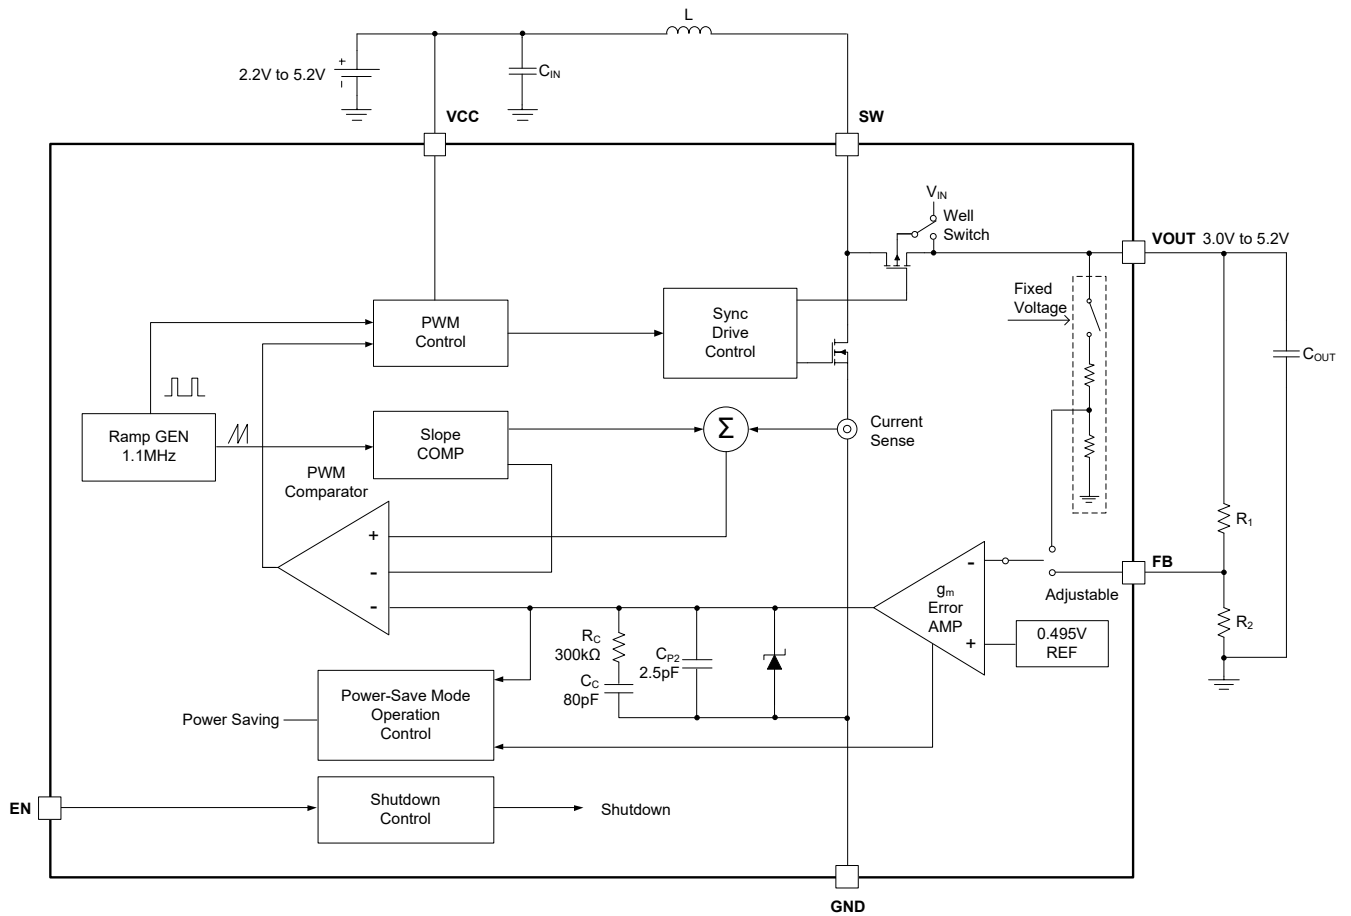 L
+
2.2V to 5.2V
-
CIN
VCC
SW
VIN
Well
Switch
VOUT 3.0V to 5.2V
Fixed
Voltage
PWM
Control
Sync
Drive
Control
COUT
Ramp GEN
1.1MHz
Slope
COMP
Σ
Current
Sense
PWM
Comparator
+
-
-
R1
FB
Adjustable
-
gm
Error
AMP
+
0.495V
REF
R2
RC
300kΩ
CC
80pF
CP2
2.5pF
Power Saving
Power-Save Mode
Operation
Control
EN
Shutdown
Control
Shutdown
GND